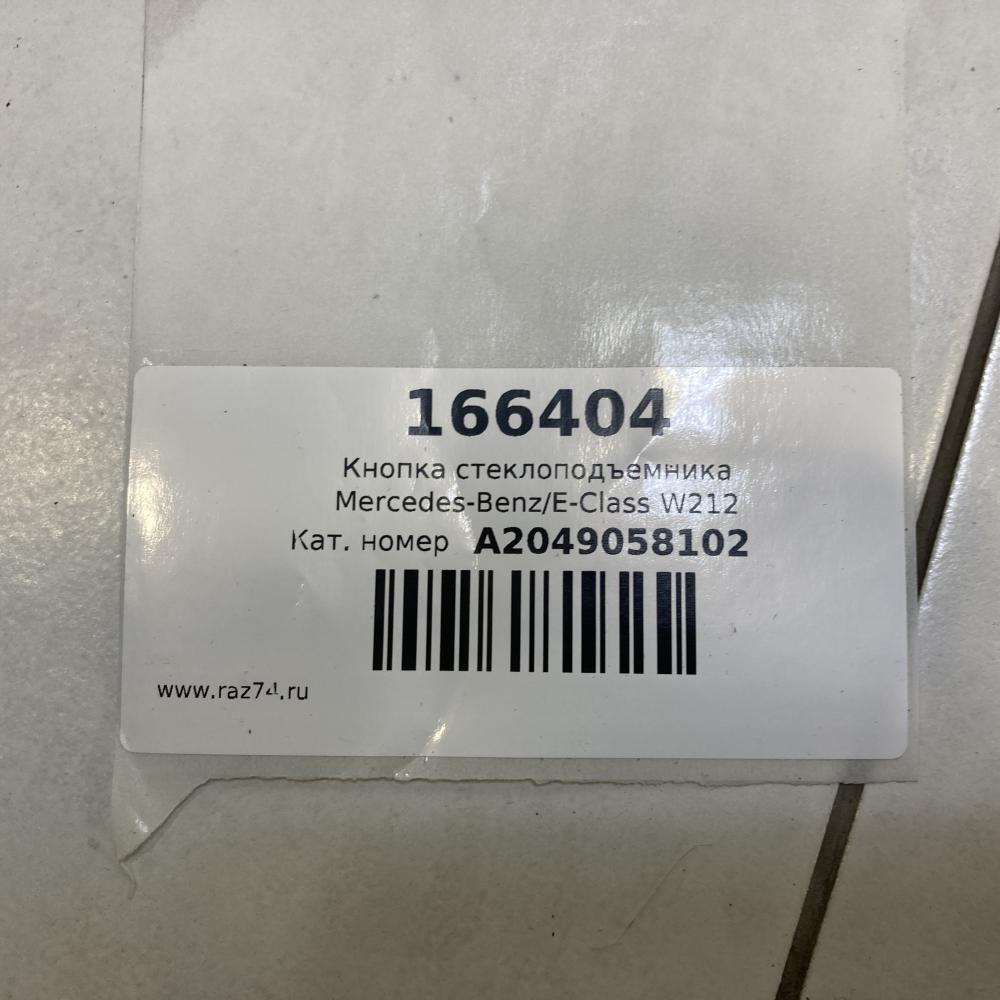 166404
Кнопка стеклоподъемника
Mercedes-Benz/E-Class W212
Кат. номер A2049058102
www.raz74.ru